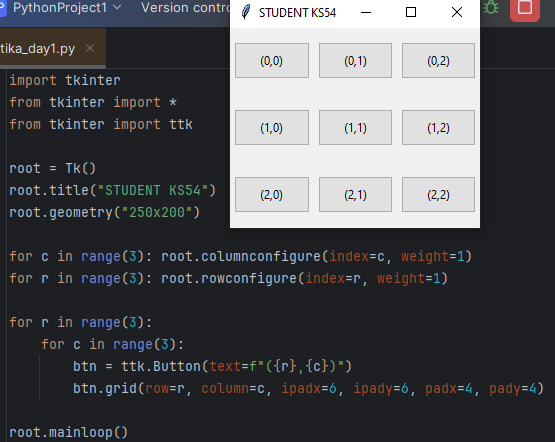 PythonProject1
Version contro
STUDENT KS54
tika_day1.py
(0,0) (0,1) (0,2)
(1,0) (1,1) (1,2)
(2,0) (2,1) (2,2)
import tkinter
from tkinter import *
from tkinter import ttk
root = Tk()
root.title("STUDENT KS54")
root.geometry("250x200")
for c in range(3): root.columnconfigure(index=c, weight=1)
for r in range(3): root.rowconfigure(index=r, weight=1)
for r in range(3):
    for c in range(3):
        btn = ttk.Button(text=f"({r},{c})")
        btn.grid(row=r, column=c, ipadx=6, ipady=6, padx=4, pady=4)
root.mainloop()